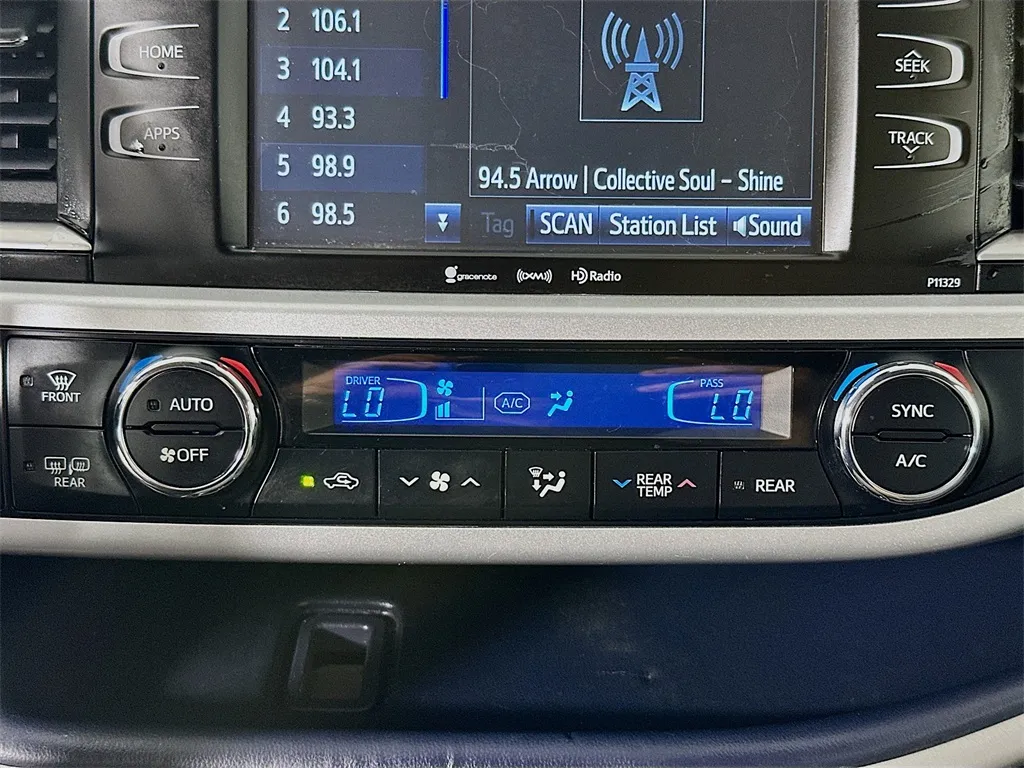 HOME
APPS
2 106.1
3 104.1
4 93.3
5 98.9
6 98.5
94.5 Arrow | Collective Soul - Shine
Tag SCAN Station List Sound
SEEK
TRACK
gracenote ((XM)) HD Radio
P11329
FRONT
REAR
AUTO
OFF
DRIVER
LO
A/C
PASS
LO
REAR
TEMP
REAR
SYNC
A/C